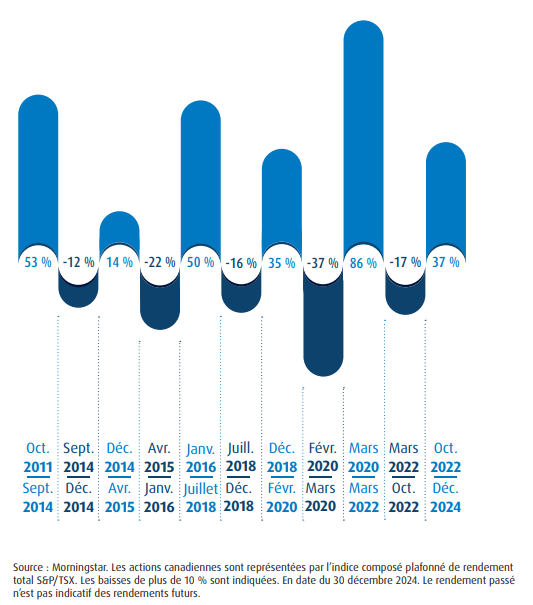 53 % -12 % 14 % -22 % 50 % -16 % 35 % -37 % 86 % -17 % 37 %
Oct. Sept. Déc. Avr. Janv. Juill. Déc. Févr. Mars Mars Oct.
2011 2014 2014 2015 2016 2018 2018 2020 2020 2022 2022
Sept. Déc. Avr. Janv. Juillet Déc. Févr. Mars Mars Oct. Déc.
2014 2014 2015 2016 2018 2018 2020 2020 2022 2022 2024
Source : Morningstar. Les actions canadiennes sont représentées par l'indice composé plafonné de rendement
total S&P/TSX. Les baisses de plus de 10 % sont indiquées. En date du 30 décembre 2024. Le rendement passé
n'est pas indicatif des rendements futurs.